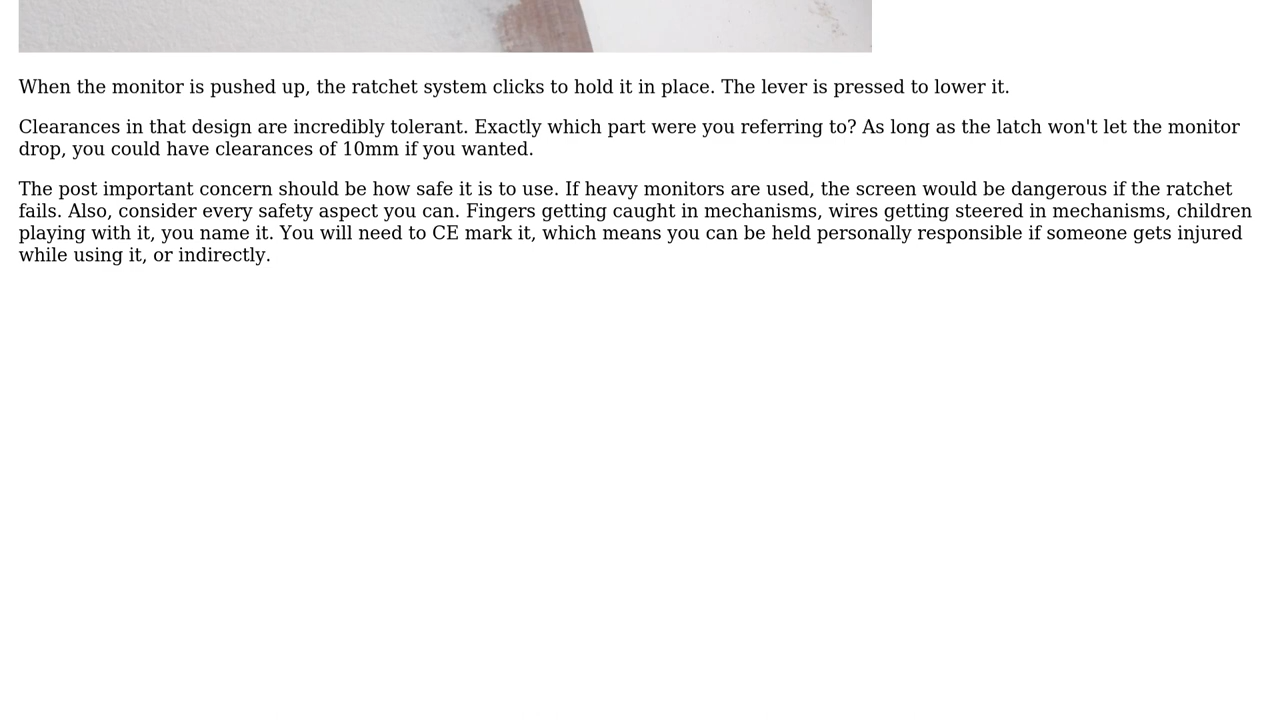 When the monitor is pushed up, the ratchet system clicks to hold it in place. The lever is pressed to lower it.
Clearances in that design are incredibly tolerant. Exactly which part were you referring to? As long as the latch won't let the monitor
drop, you could have clearances of 10mm if you wanted.
The post important concern should be how safe it is to use. If heavy monitors are used, the screen would be dangerous if the ratchet
fails. Also, consider every safety aspect you can. Fingers getting caught in mechanisms, wires getting steered in mechanisms, children
playing with it, you name it. You will need to CE mark it, which means you can be held personally responsible if someone gets injured
while using it, or indirectly.